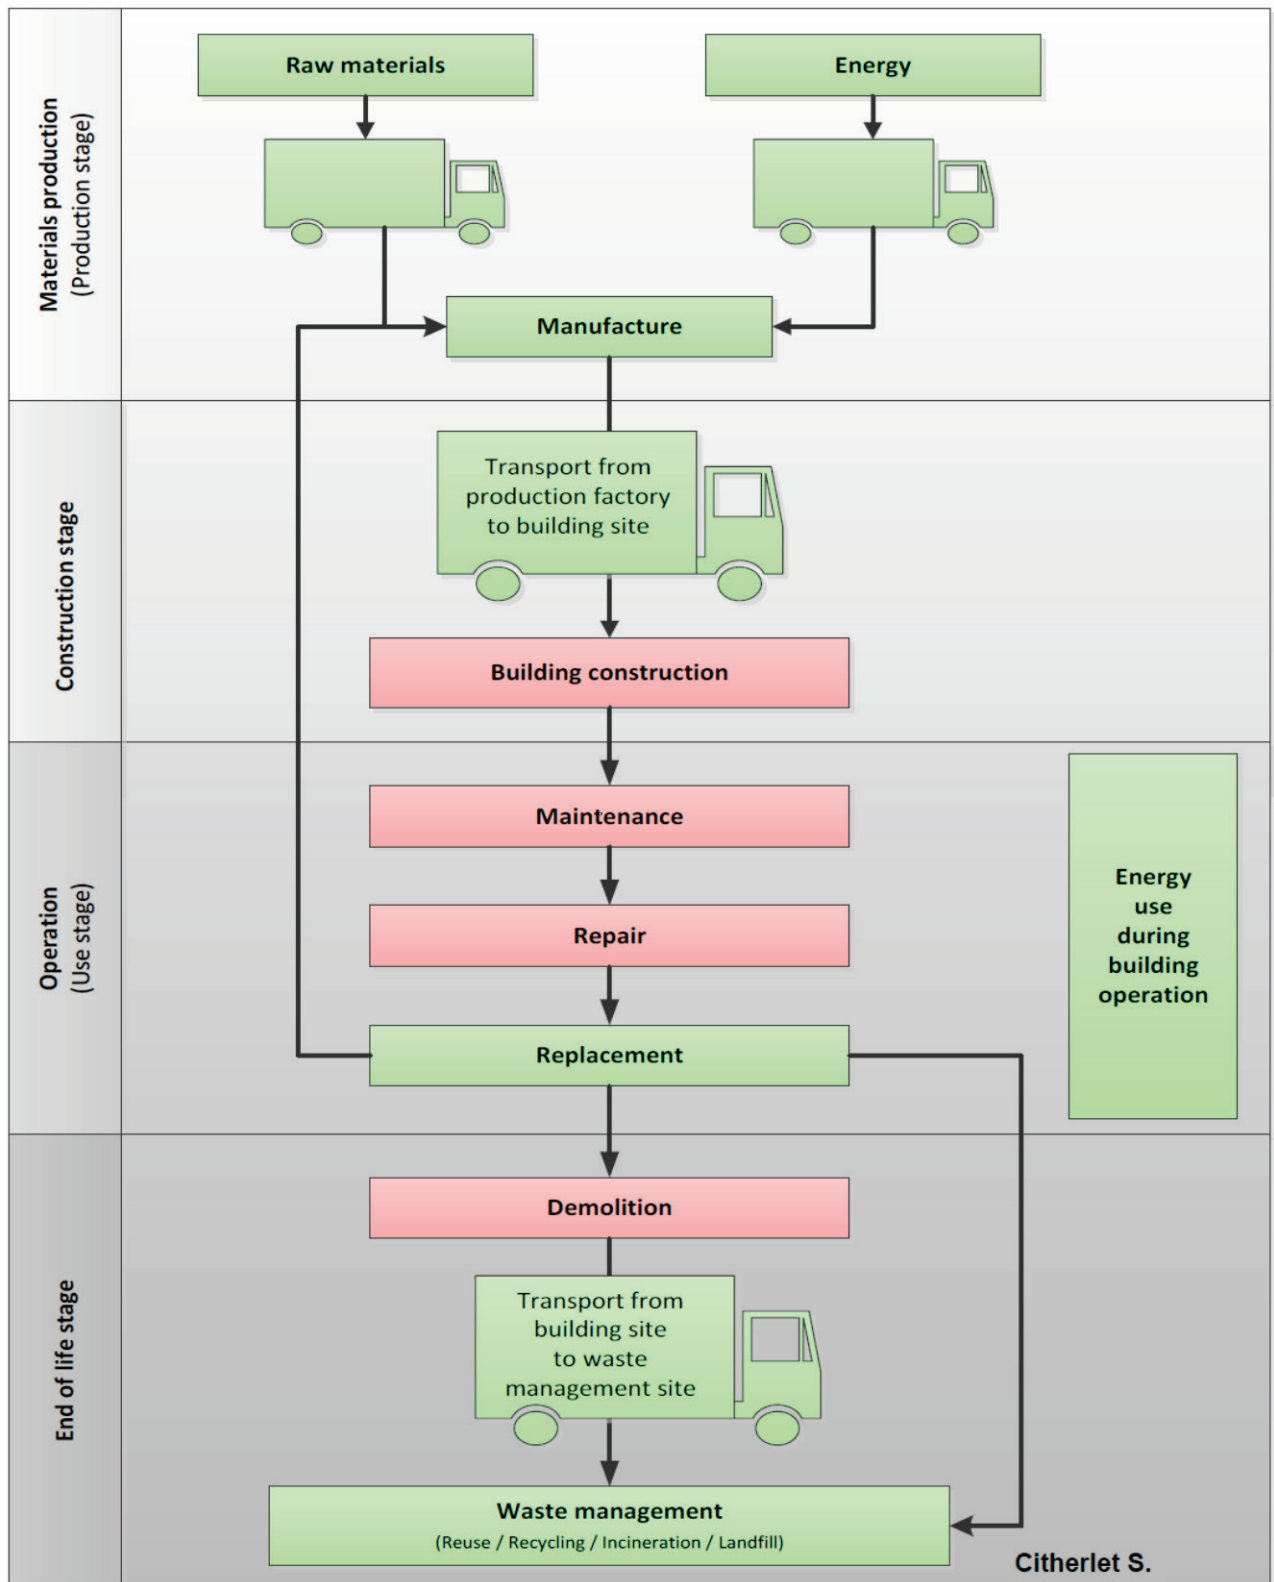 Materials production
(Production stage)
Raw materials
Energy
Manufacture
Construction stage
Transport from
production factory
to building site
Building construction
Operation
(Use stage)
Maintenance
Repair
Replacement
Energy
use
during
building
operation
End of life stage
Demolition
Transport from
building site
to waste
management site
Waste management
(Reuse / Recycling / Incineration / Landfill)
Citherlet S.